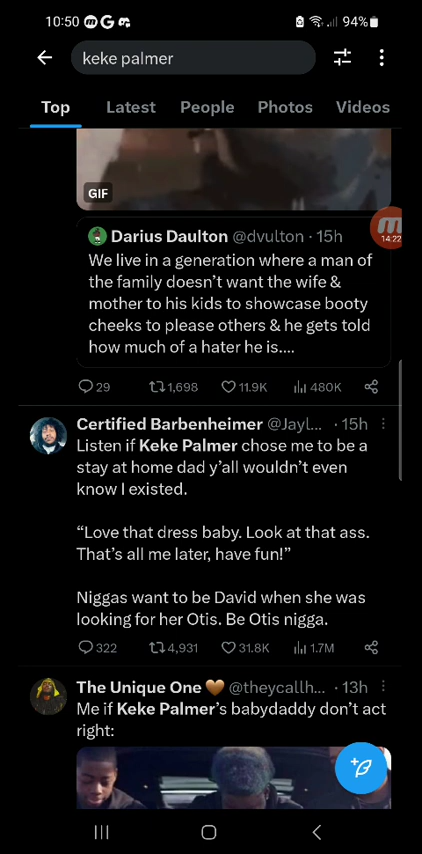 10:50
94%
keke palmer
Top Latest People Photos Videos
GIF
14:22
Darius Daulton @dvulton · 15h
We live in a generation where a man of
the family doesn't want the wife &
mother to his kids to showcase booty
cheeks to please others & he gets told
how much of a hater he is....
29 1,698 11.9K 480K
Certified Barbenheimer @Jayl... · 15h
Listen if Keke Palmer chose me to be a
stay at home dad y'all wouldn't even
know I existed.
“Love that dress baby. Look at that ass.
That's all me later, have fun!”
Niggas want to be David when she was
looking for her Otis. Be Otis nigga.
322 4,931 31.8K 1.7M
The Unique One 🤎 @theycallh... · 13h
Me if Keke Palmer's babydaddy don't act
right: